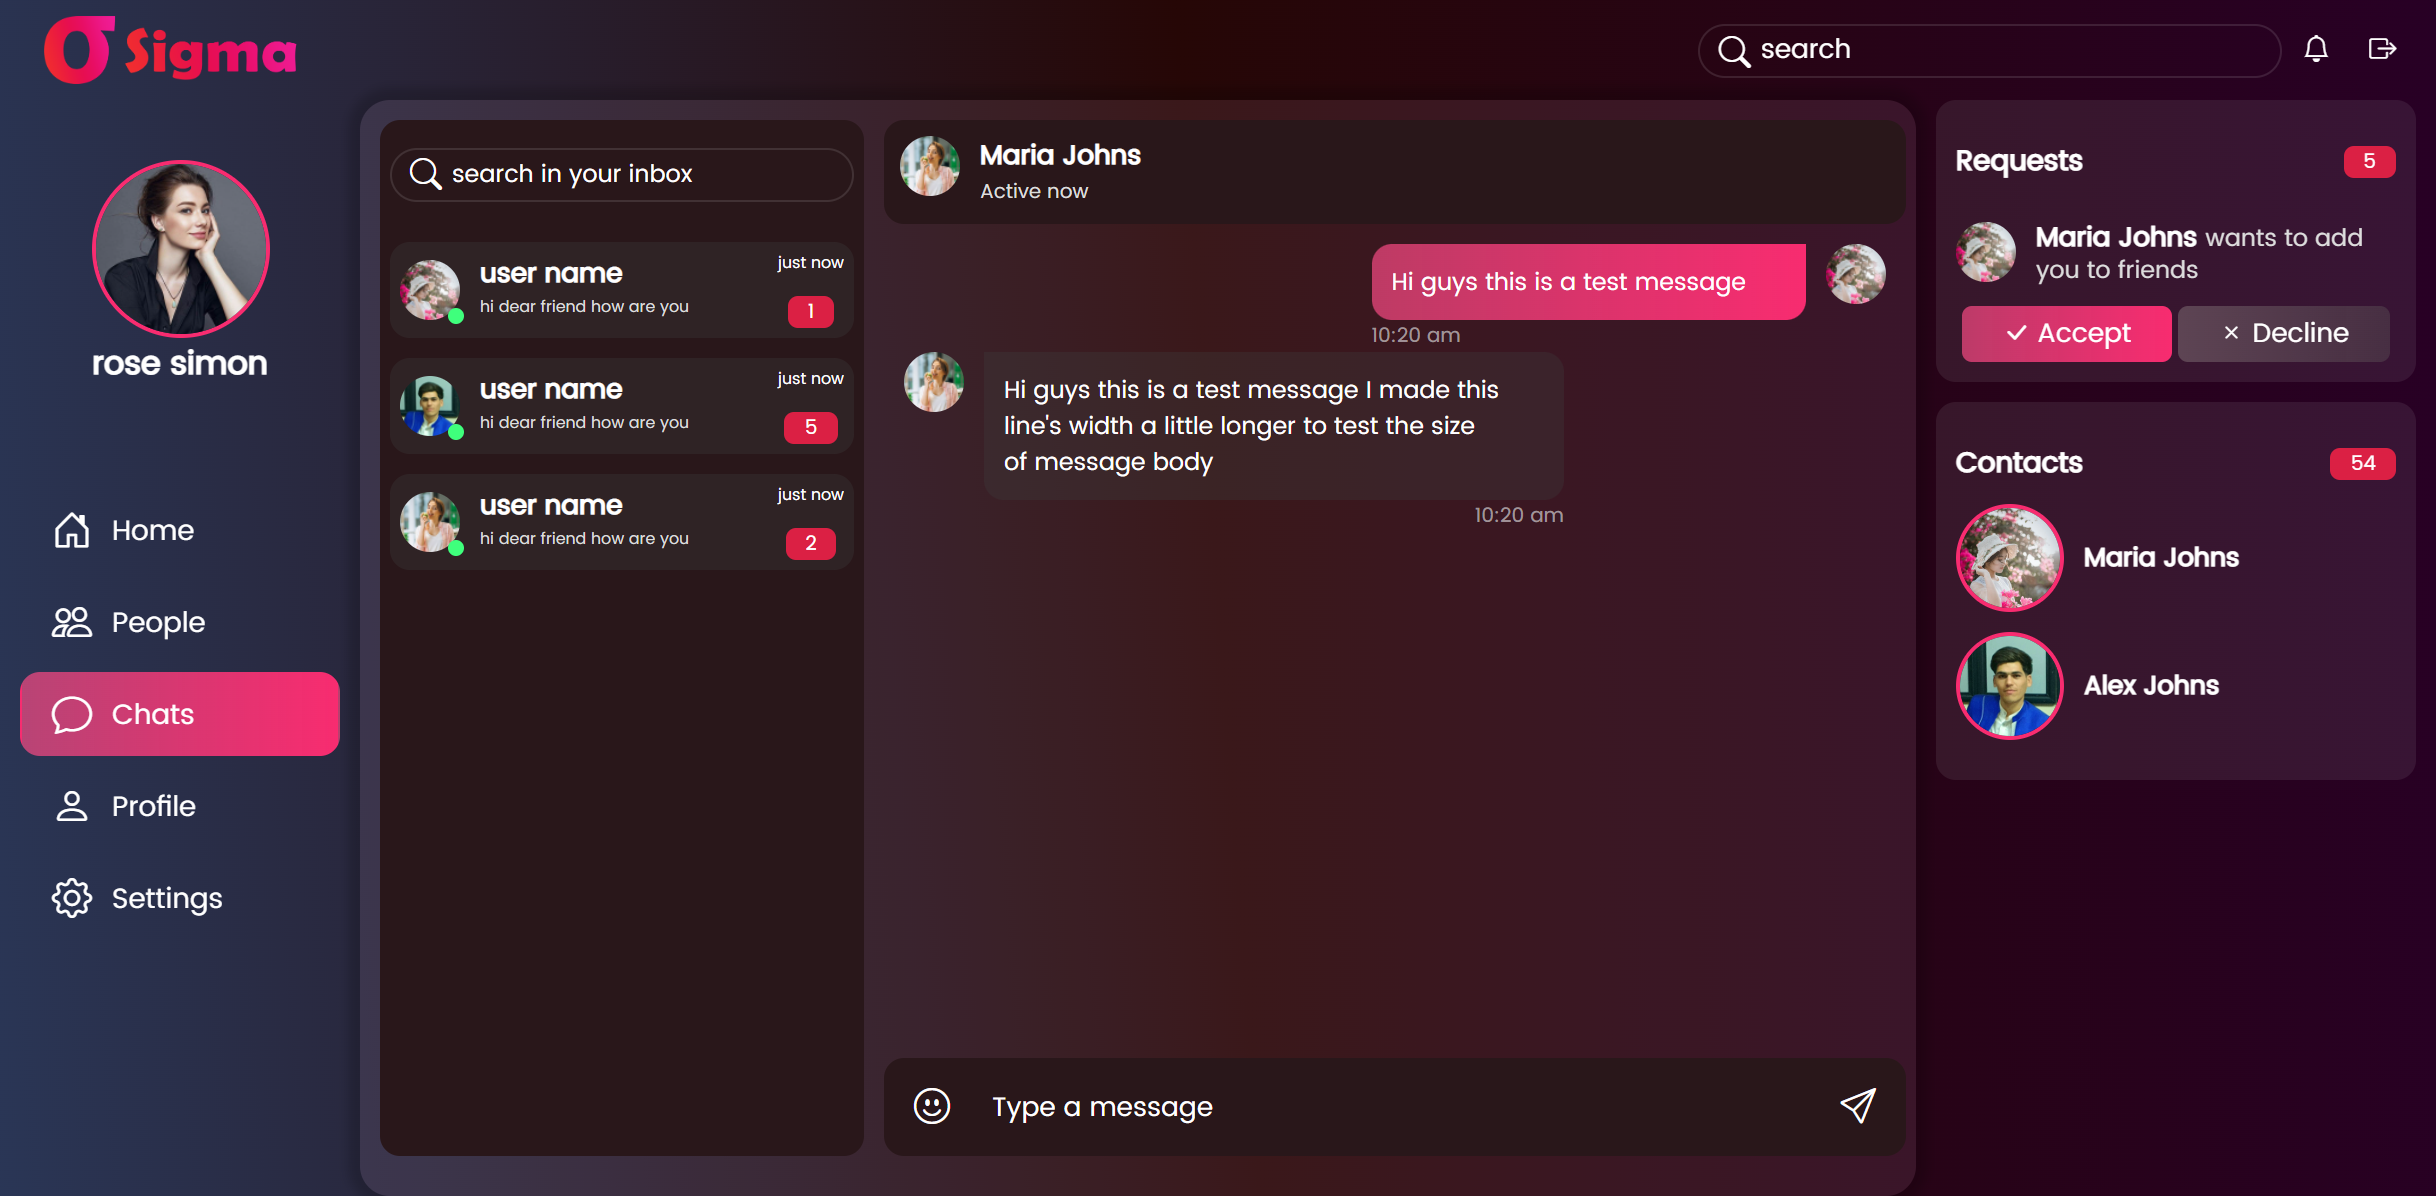 σ Sigma
search
rose simon
Home
People
Chats
Profile
Settings
search in your inbox
user name
just now
hi dear friend how are you
1
user name
just now
hi dear friend how are you
5
user name
just now
hi dear friend how are you
2
Maria Johns
Active now
Hi guys this is a test message
10:20 am
Hi guys this is a test message I made this
line's width a little longer to test the size
of message body
10:20 am
Type a message
Requests
5
Maria Johns wants to add
you to friends
Accept
Decline
Contacts
54
Maria Johns
Alex Johns